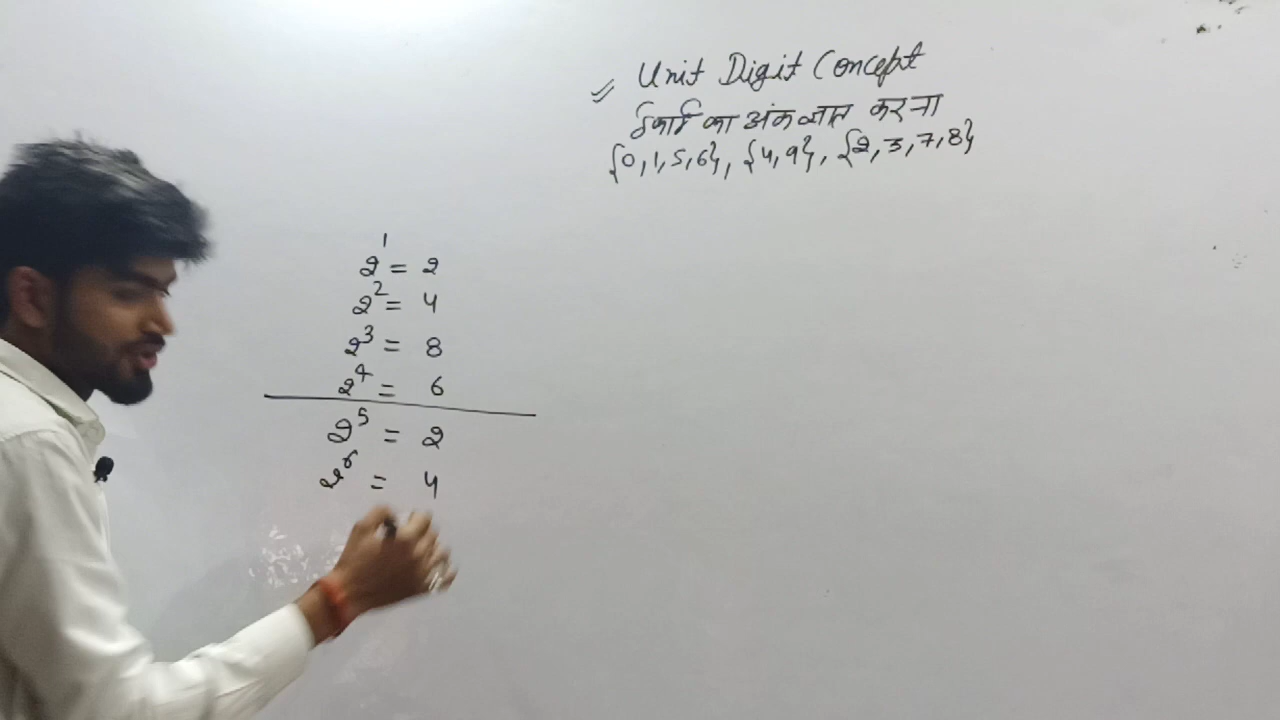 Unit Digit Concept
इकाई का अंक ज्ञात करना
{0,1,5,6}, {4,9}, {2,3,7,8}
2¹ = 2
2² = 4
2³ = 8
2⁴ = 6
2⁵ = 2
2⁶ = 4